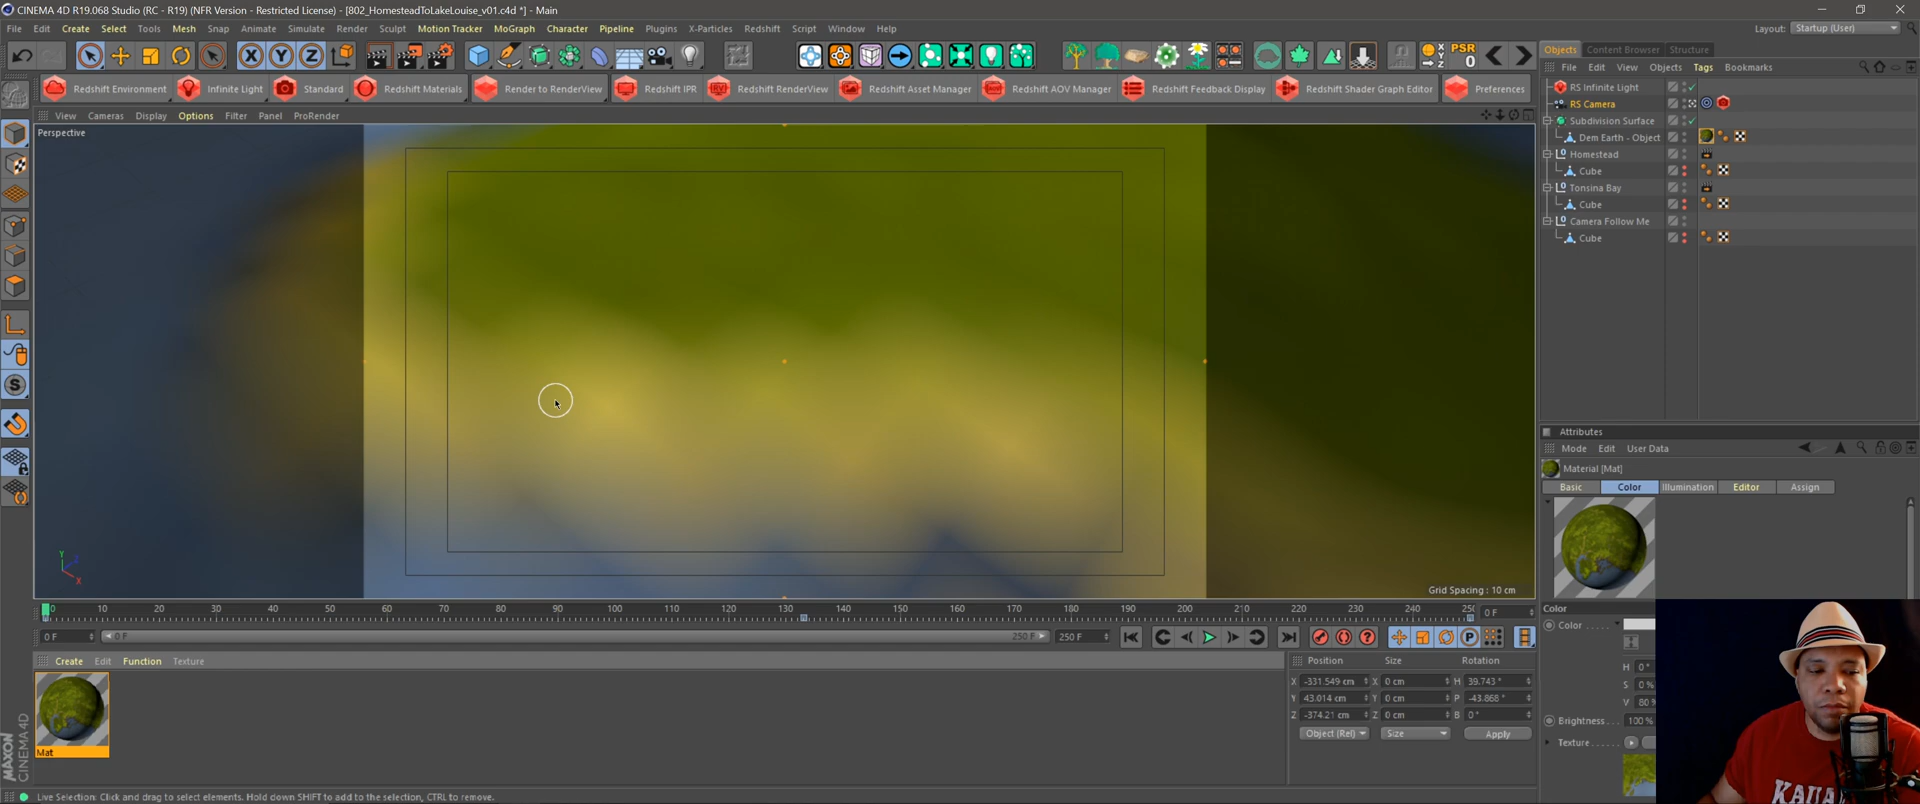 CINEMA 4D R19.068 Studio (RC - R19) (NFR Version - Restricted License) - [802_HomesteadToLakeLouise_v01.c4d *] - Main
File Edit Create Select Tools Mesh Snap Animate Simulate Render Sculpt Motion Tracker MoGraph Character Pipeline Plugins X-Particles Redshift Script Window Help
Layout: Startup (User)
X Y Z PSR 0
Redshift Environment Infinite Light Standard Redshift Materials Render to RenderView Redshift IPR Redshift RenderView Redshift Asset Manager Redshift AOV Manager Redshift Feedback Display Redshift Shader Graph Editor Preferences
View Cameras Display Options Filter Panel ProRender
Perspective
Grid Spacing : 10 cm
0 10 20 30 40 50 60 70 80 90 100 110 120 130 140 150 160 170 180 190 200 210 220 230 240 250 0 F
0 F 0 F 250 F 250 F
Create Edit Function Texture
Mat
MAXON
CINEMA 4D
Position Size Rotation
X -331.549 cm X 0 cm H 39.743 °
Y 43.014 cm Y 0 cm P -43.868 °
Z -374.21 cm Z 0 cm B 0 °
Object (Rel) Size Apply
Live Selection: Click and drag to select elements. Hold down SHIFT to add to the selection, CTRL to remove.
Objects Content Browser Structure
File Edit View Objects Tags Bookmarks
RS Infinite Light
RS Camera
Subdivision Surface
Dem Earth - Object
Homestead
Cube
Tonsina Bay
Cube
Camera Follow Me
Cube
Attributes
Mode Edit User Data
Material [Mat]
Basic Color Illumination Editor Assign
Color
Color
H 0 °
S 0 %
V 80 %
Brightness 100 %
Texture
KAUAI